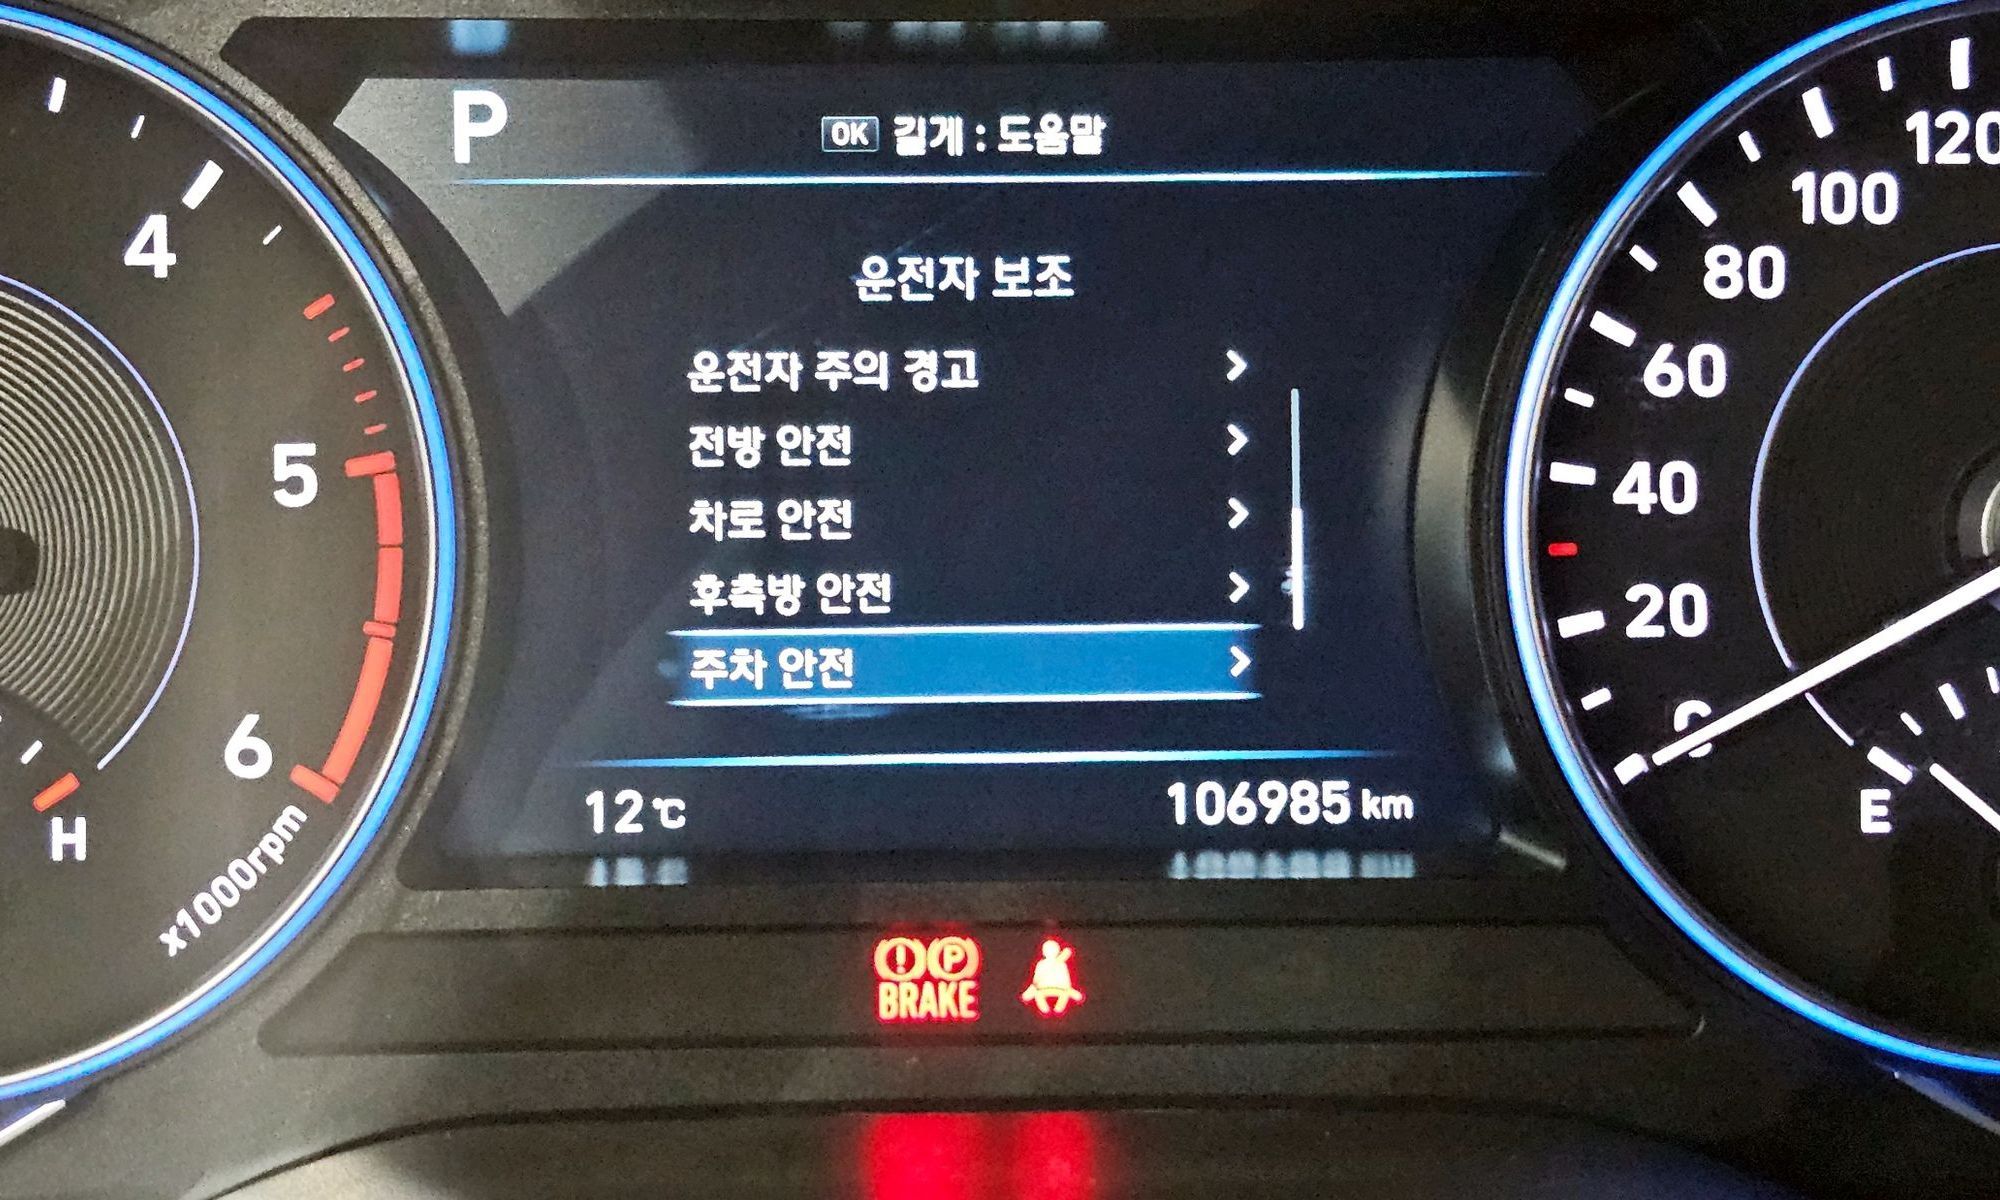 P
OK 길게 : 도움말
운전자 보조
운전자 주의 경고
전방 안전
차로 안전
후측방 안전
주차 안전
12℃
106985 km
4
5
6
H
x1000rpm
120
100
80
60
40
20
0
E
(!) (P)
BRAKE